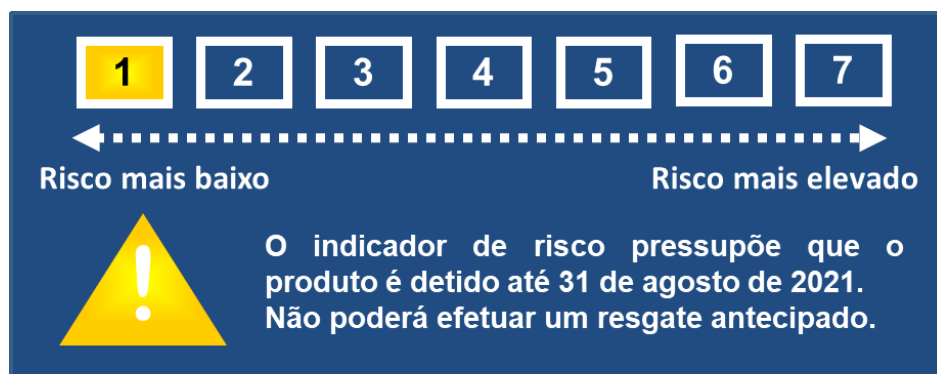 1 2 3 4 5 6 7
Risco mais baixo Risco mais elevado
!
O indicador de risco pressupõe que o
produto é detido até 31 de agosto de 2021.
Não poderá efetuar um resgate antecipado.